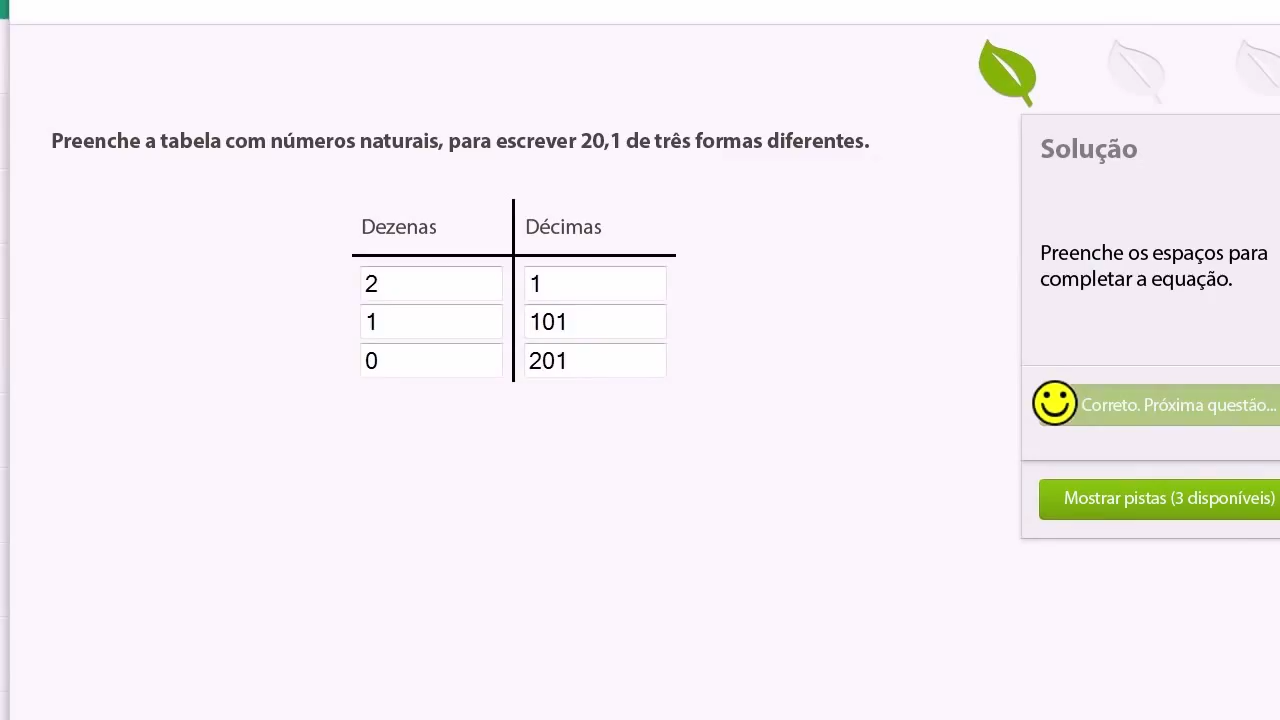 Preenche a tabela com números naturais, para escrever 20,1 de três formas diferentes.
Dezenas Décimas
2 1
1 101
0 201
Solução
Preenche os espaços para
completar a equação.
Correto. Próxima questão...
Mostrar pistas (3 disponíveis)